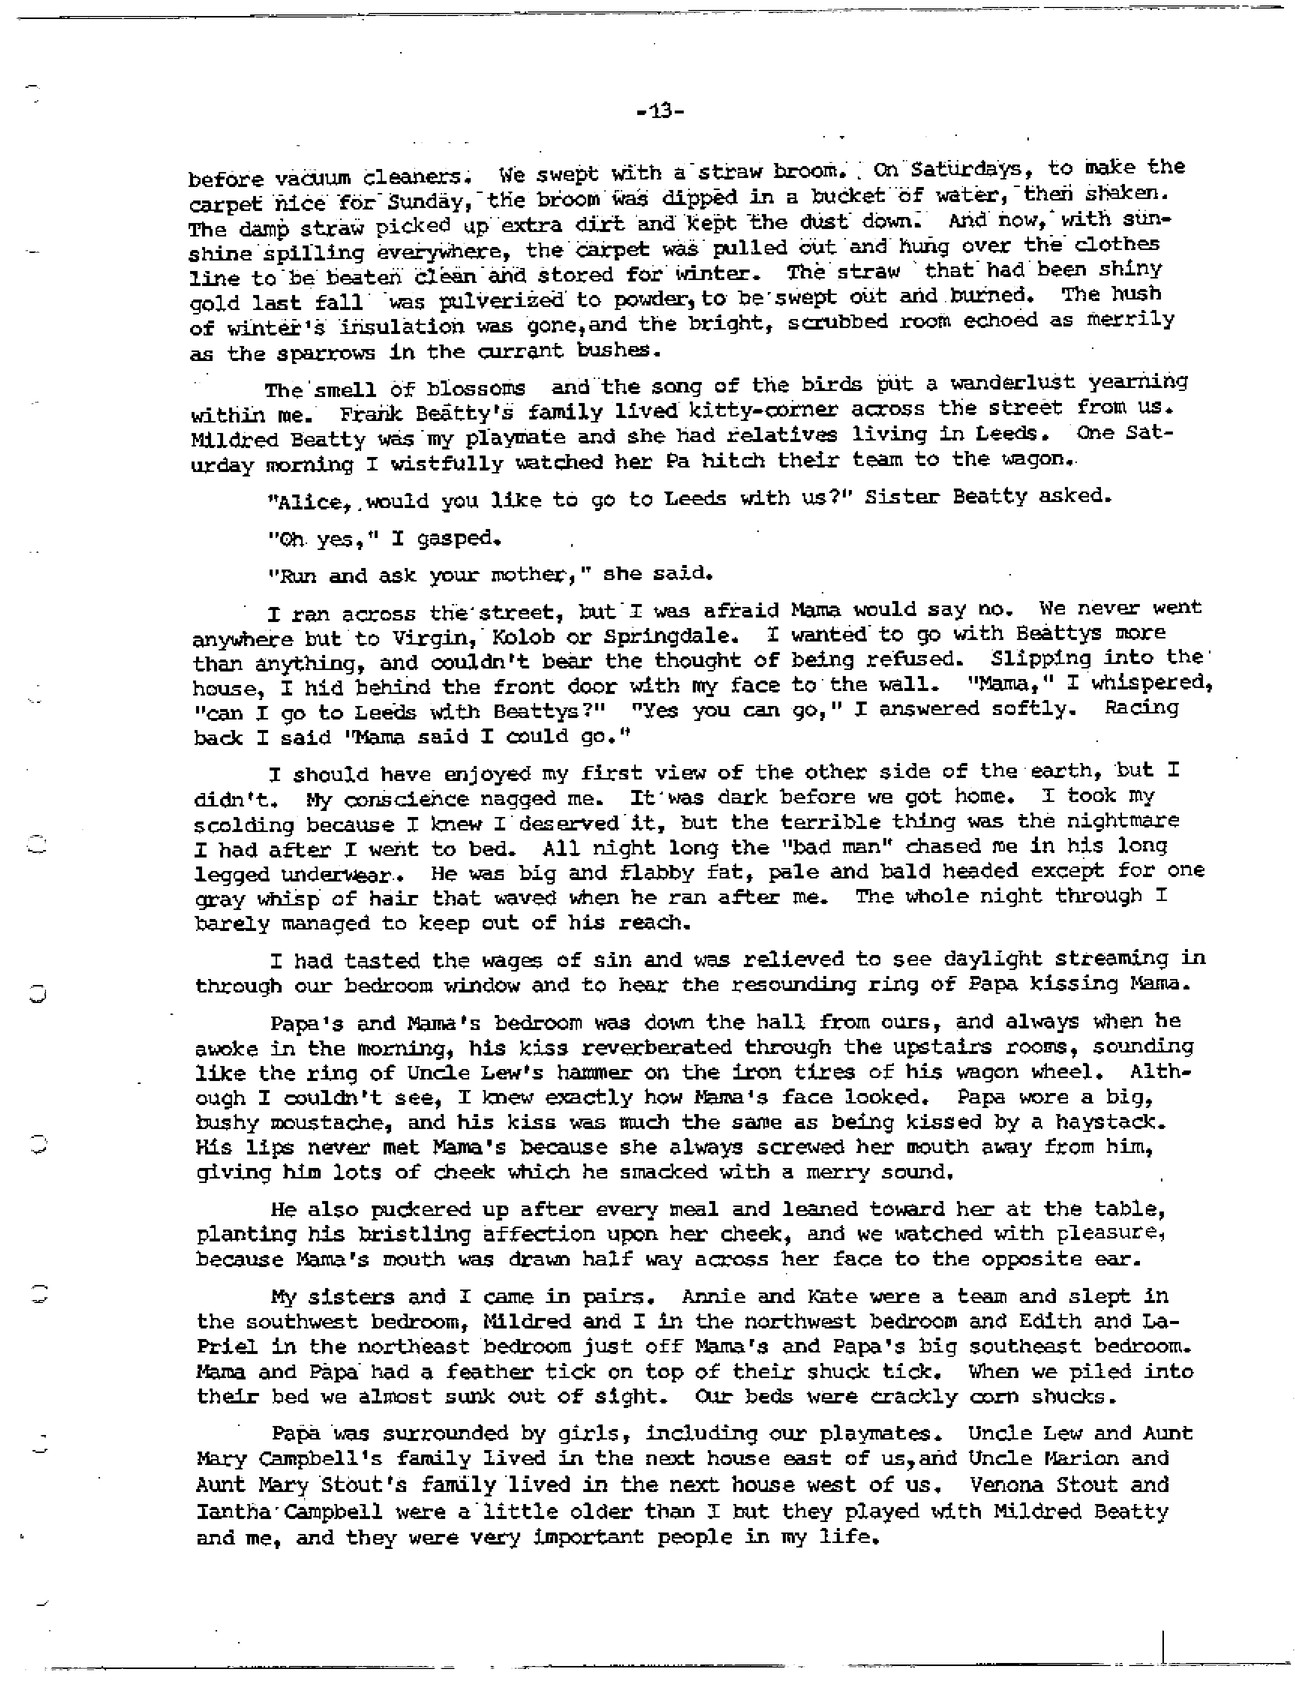 -13-
before vacuum cleaners. We swept with a straw broom. On Saturdays, to make the
carpet nice for Sunday, the broom was dipped in a bucket of water, then shaken.
The damp straw picked up extra dirt and kept the dust down. And now, with sun-
shine spilling everywhere, the carpet was pulled out and hung over the clothes
line to be beaten clean and stored for winter. The straw that had been shiny
gold last fall was pulverized to powder, to be swept out and burned. The hush
of winter's insulation was gone,and the bright, scrubbed room echoed as merrily
as the sparrows in the currant bushes.
The smell of blossoms and the song of the birds put a wanderlust yearning
within me. Frank Beatty's family lived kitty-corner across the street from us.
Mildred Beatty was my playmate and she had relatives living in Leeds. One Sat-
urday morning I wistfully watched her Pa hitch their team to the wagon.
"Alice, would you like to go to Leeds with us?" Sister Beatty asked.
"Oh yes," I gasped.
"Run and ask your mother," she said.
I ran across the street, but I was afraid Mama would say no. We never went
anywhere but to Virgin, Kolob or Springdale. I wanted to go with Beattys more
than anything, and couldn't bear the thought of being refused. Slipping into the
house, I hid behind the front door with my face to the wall. "Mama," I whispered,
"can I go to Leeds with Beattys?" "Yes you can go," I answered softly. Racing
back I said "Mama said I could go."
I should have enjoyed my first view of the other side of the earth, but I
didn't. My conscience nagged me. It was dark before we got home. I took my
scolding because I knew I deserved it, but the terrible thing was the nightmare
I had after I went to bed. All night long the "bad man" chased me in his long
legged underwear. He was big and flabby fat, pale and bald headed except for one
gray whisp of hair that waved when he ran after me. The whole night through I
barely managed to keep out of his reach.
I had tasted the wages of sin and was relieved to see daylight streaming in
through our bedroom window and to hear the resounding ring of Papa kissing Mama.
Papa's and Mama's bedroom was down the hall from ours, and always when he
awoke in the morning, his kiss reverberated through the upstairs rooms, sounding
like the ring of Uncle Lew's hammer on the iron tires of his wagon wheel. Alth-
ough I couldn't see, I knew exactly how Mama's face looked. Papa wore a big,
bushy moustache, and his kiss was much the same as being kissed by a haystack.
His lips never met Mama's because she always screwed her mouth away from him,
giving him lots of cheek which he smacked with a merry sound.
He also puckered up after every meal and leaned toward her at the table,
planting his bristling affection upon her cheek, and we watched with pleasure,
because Mama's mouth was drawn half way across her face to the opposite ear.
My sisters and I came in pairs. Annie and Kate were a team and slept in
the southwest bedroom, Mildred and I in the northwest bedroom and Edith and La-
Priel in the northeast bedroom just off Mama's and Papa's big southeast bedroom.
Mama and Papa had a feather tick on top of their shuck tick. When we piled into
their bed we almost sunk out of sight. Our beds were crackly corn shucks.
Papa was surrounded by girls, including our playmates. Uncle Lew and Aunt
Mary Campbell's family lived in the next house east of us,and Uncle Marion and
Aunt Mary Stout's family lived in the next house west of us. Venona Stout and
Iantha Campbell were a little older than I but they played with Mildred Beatty
and me, and they were very important people in my life.